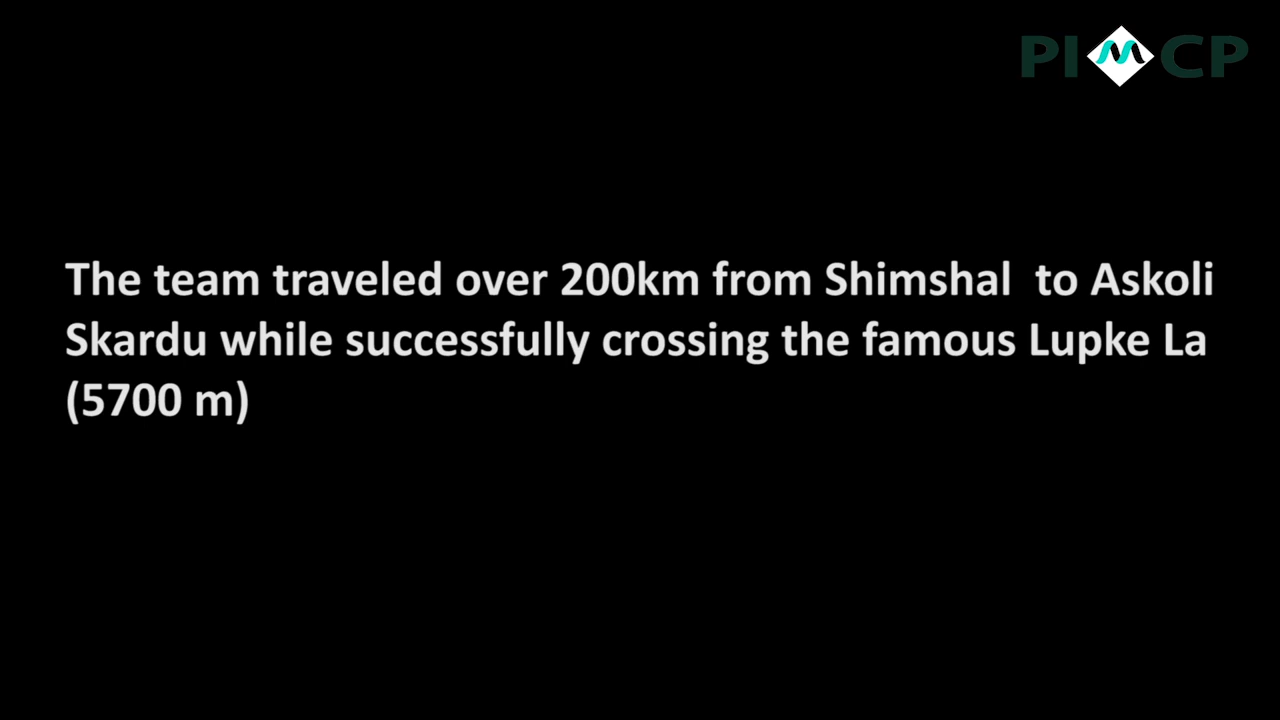 PIMCP
The team traveled over 200km from Shimshal  to Askoli
Skardu while successfully crossing the famous Lupke La
(5700 m)